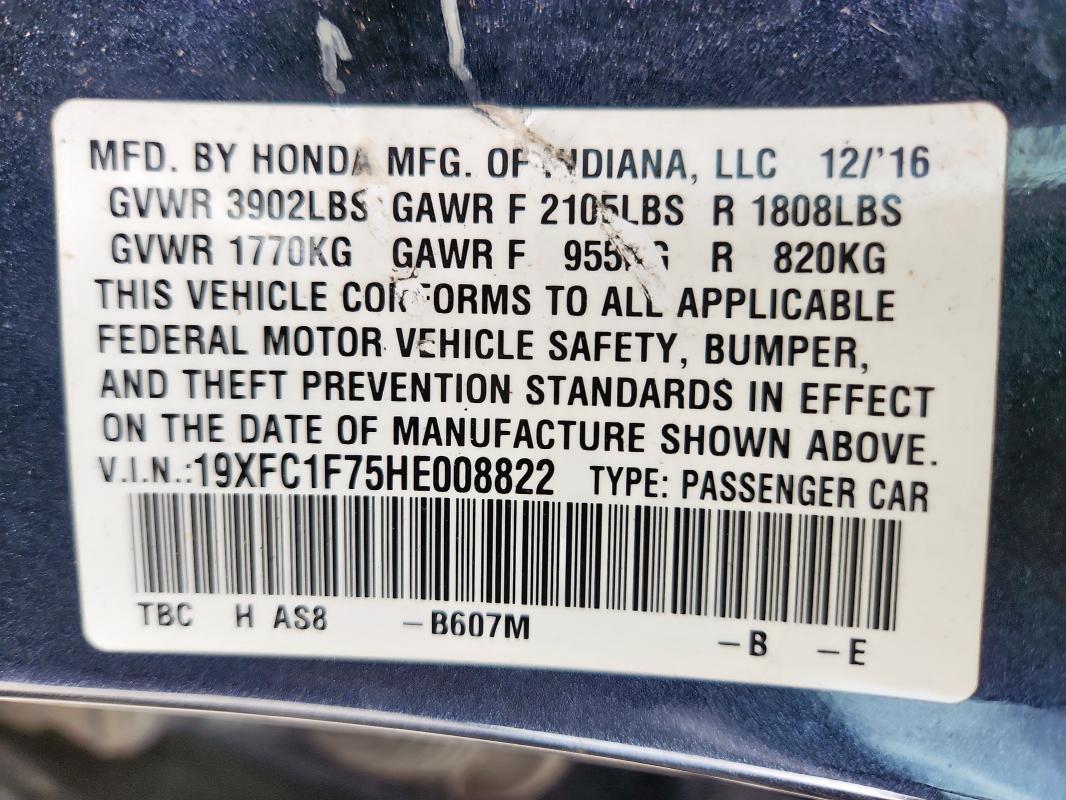 MFD. BY HONDA MFG. OF INDIANA, LLC 12/'16
GVWR 3902LBS GAWR F 2105LBS R 1808LBS
GVWR 1770KG GAWR F 955KG R 820KG
THIS VEHICLE CONFORMS TO ALL APPLICABLE
FEDERAL MOTOR VEHICLE SAFETY, BUMPER,
AND THEFT PREVENTION STANDARDS IN EFFECT
ON THE DATE OF MANUFACTURE SHOWN ABOVE.
V.I.N.:19XFC1F75HE008822 TYPE: PASSENGER CAR
TBC H AS8 -B607M -B -E